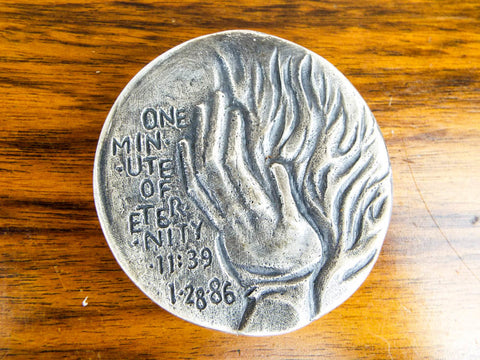 ONE
MIN·
·UTE
OF
ETER·
·NITY
·11:39
1·28·86